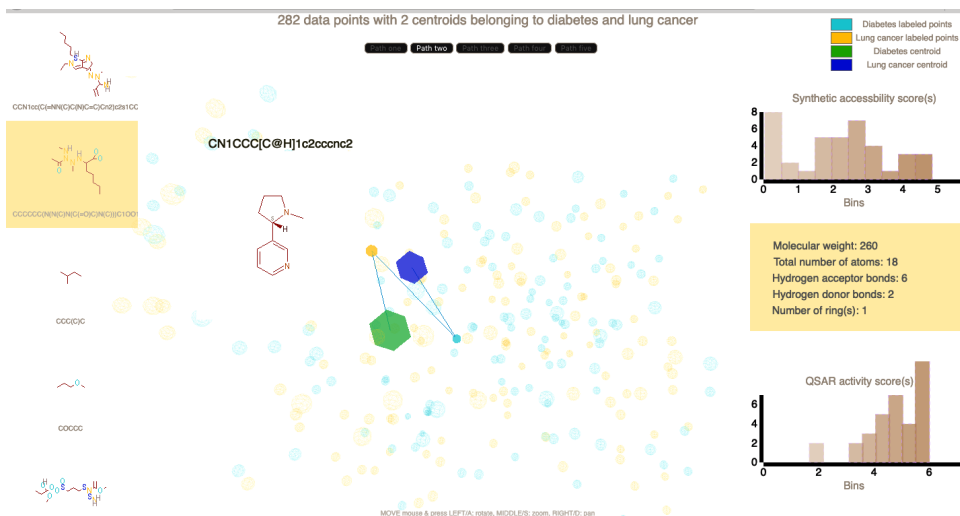 282 data points with 2 centroids belonging to diabetes and lung cancer
Path one
Path two
Path three
Path four
Path five
Diabetes labeled points
Lung cancer labeled points
Diabetes centroid
Lung cancer centroid
CCN1cc(C(=NN(C)C(N)C=C)Cn2)c2s1CC
CCCCCC(N(N(C)N(C(=O)C)N(C)))C1OO1
CCC(C)C
COCCC
CN1CCC[C@H]1c2cccnc2
S
N
H
N
Synthetic accessbility score(s)
8
6
4
2
0
0 1 2 3 4 5
Bins
Molecular weight: 260
Total number of atoms: 18
Hydrogen acceptor bonds: 6
Hydrogen donor bonds: 2
Number of ring(s): 1
QSAR activity score(s)
6
4
2
0
2 4 6
Bins
MOVE mouse & press LEFT/A: rotate, MIDDLE/S: zoom, RIGHT/D: pan